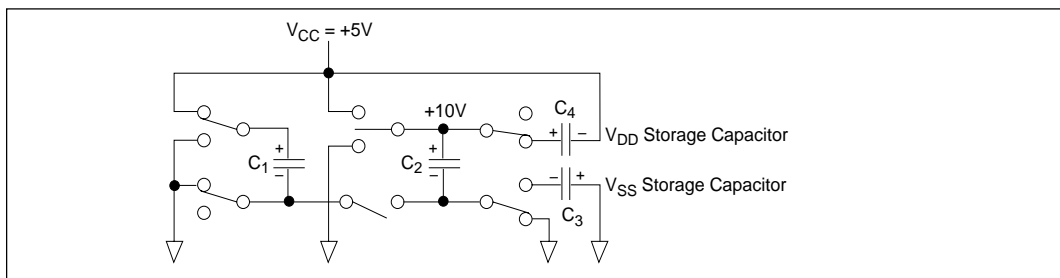 V_CC = +5V
+10V
C_4
+
−
V_DD Storage Capacitor
+
C_1
−
+
C_2
−
−
+
V_SS Storage Capacitor
C_3